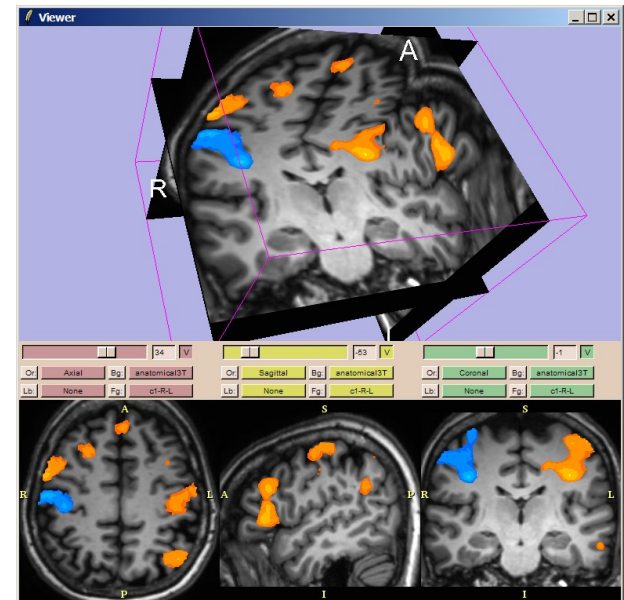 Viewer
A
R
34 V -53 V -1 V
Or: Axial Bg: anatomical3T Or: Sagittal Bg: anatomical3T Or: Coronal Bg: anatomical3T
Lb: None Fg: c1-R-L Lb: None Fg: c1-R-L Lb: None Fg: c1-R-L
A S S
R L A P R L
P I I